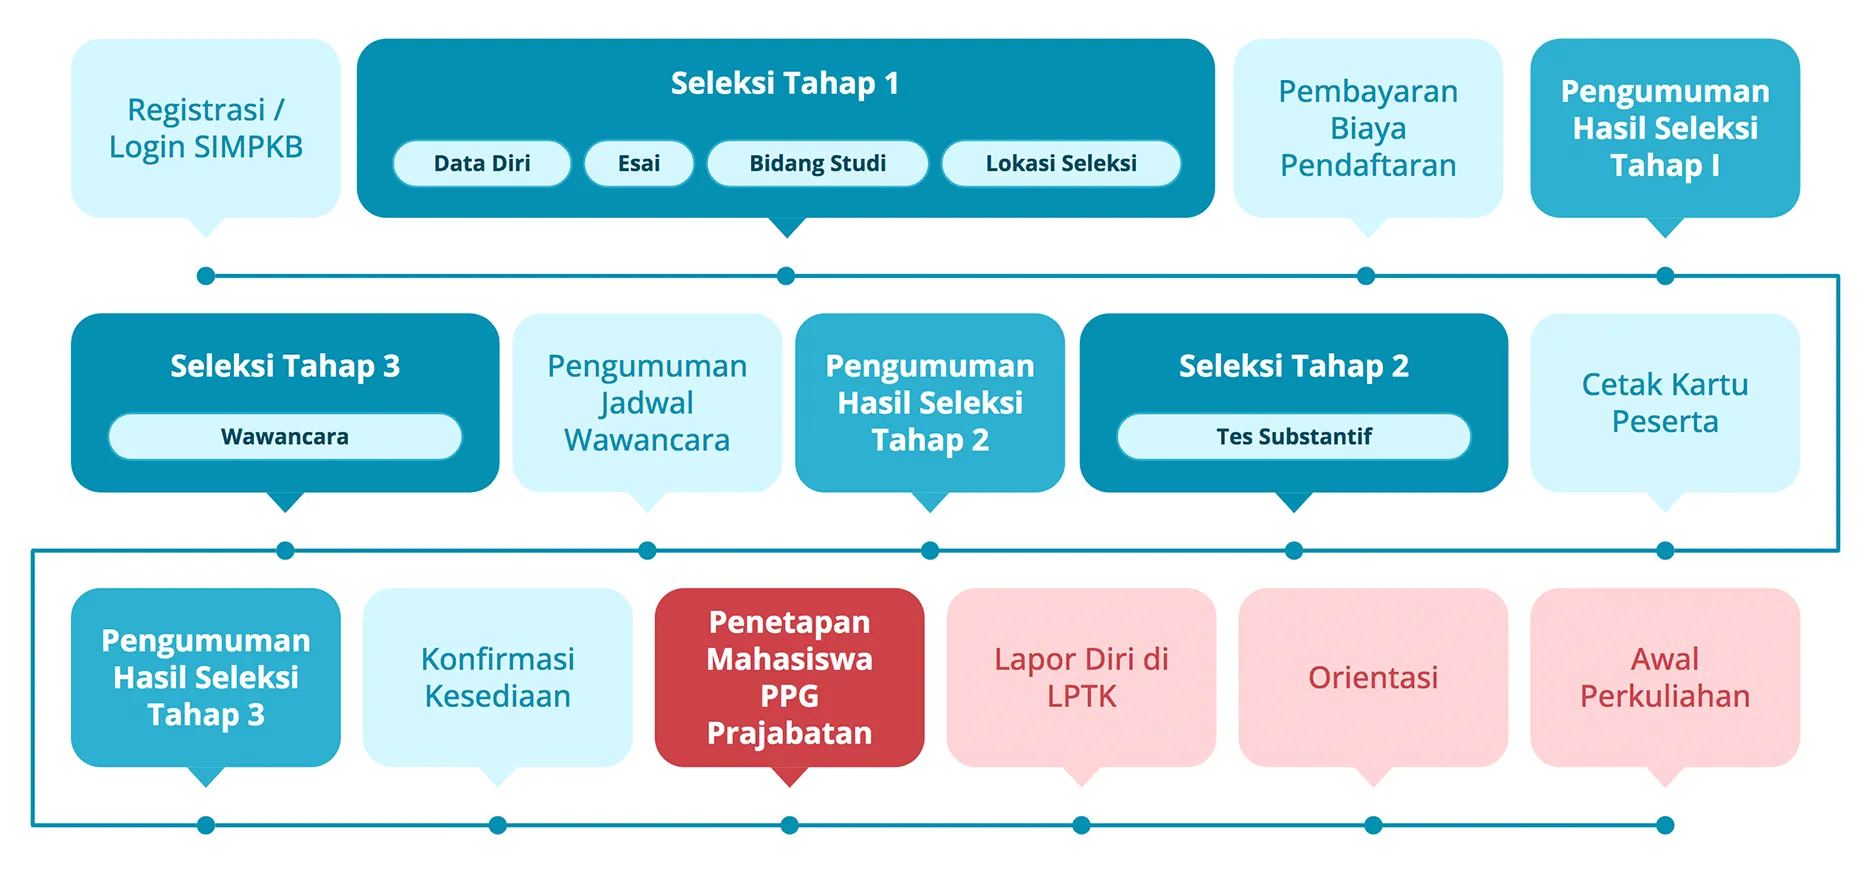 Registrasi /
Login SIMPKB
Seleksi Tahap 1
Data Diri
Esai
Bidang Studi
Lokasi Seleksi
Pembayaran
Biaya
Pendaftaran
Pengumuman
Hasil Seleksi
Tahap I
Seleksi Tahap 3
Wawancara
Pengumuman
Jadwal
Wawancara
Pengumuman
Hasil Seleksi
Tahap 2
Seleksi Tahap 2
Tes Substantif
Cetak Kartu
Peserta
Pengumuman
Hasil Seleksi
Tahap 3
Konfirmasi
Kesediaan
Penetapan
Mahasiswa
PPG
Prajabatan
Lapor Diri di
LPTK
Orientasi
Awal
Perkuliahan